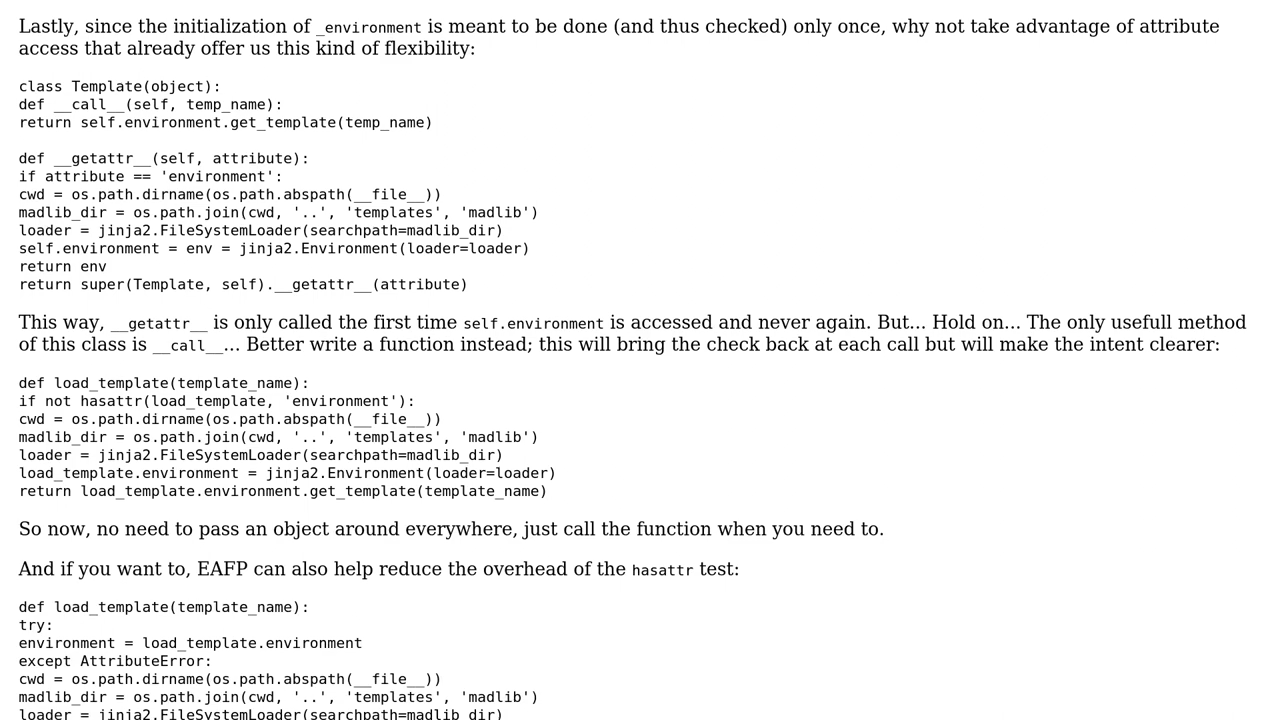 Lastly, since the initialization of _environment is meant to be done (and thus checked) only once, why not take advantage of attribute
access that already offer us this kind of flexibility:
class Template(object):
def __call__(self, temp_name):
return self.environment.get_template(temp_name)
def __getattr__(self, attribute):
if attribute == 'environment':
cwd = os.path.dirname(os.path.abspath(__file__))
madlib_dir = os.path.join(cwd, '..', 'templates', 'madlib')
loader = jinja2.FileSystemLoader(searchpath=madlib_dir)
self.environment = env = jinja2.Environment(loader=loader)
return env
return super(Template, self).__getattr__(attribute)
This way, __getattr__ is only called the first time self.environment is accessed and never again. But... Hold on... The only usefull method
of this class is __call__... Better write a function instead; this will bring the check back at each call but will make the intent clearer:
def load_template(template_name):
if not hasattr(load_template, 'environment'):
cwd = os.path.dirname(os.path.abspath(__file__))
madlib_dir = os.path.join(cwd, '..', 'templates', 'madlib')
loader = jinja2.FileSystemLoader(searchpath=madlib_dir)
load_template.environment = jinja2.Environment(loader=loader)
return load_template.environment.get_template(template_name)
So now, no need to pass an object around everywhere, just call the function when you need to.
And if you want to, EAFP can also help reduce the overhead of the hasattr test:
def load_template(template_name):
try:
environment = load_template.environment
except AttributeError:
cwd = os.path.dirname(os.path.abspath(__file__))
madlib_dir = os.path.join(cwd, '..', 'templates', 'madlib')
loader = jinja2.FileSystemLoader(searchpath=madlib_dir)